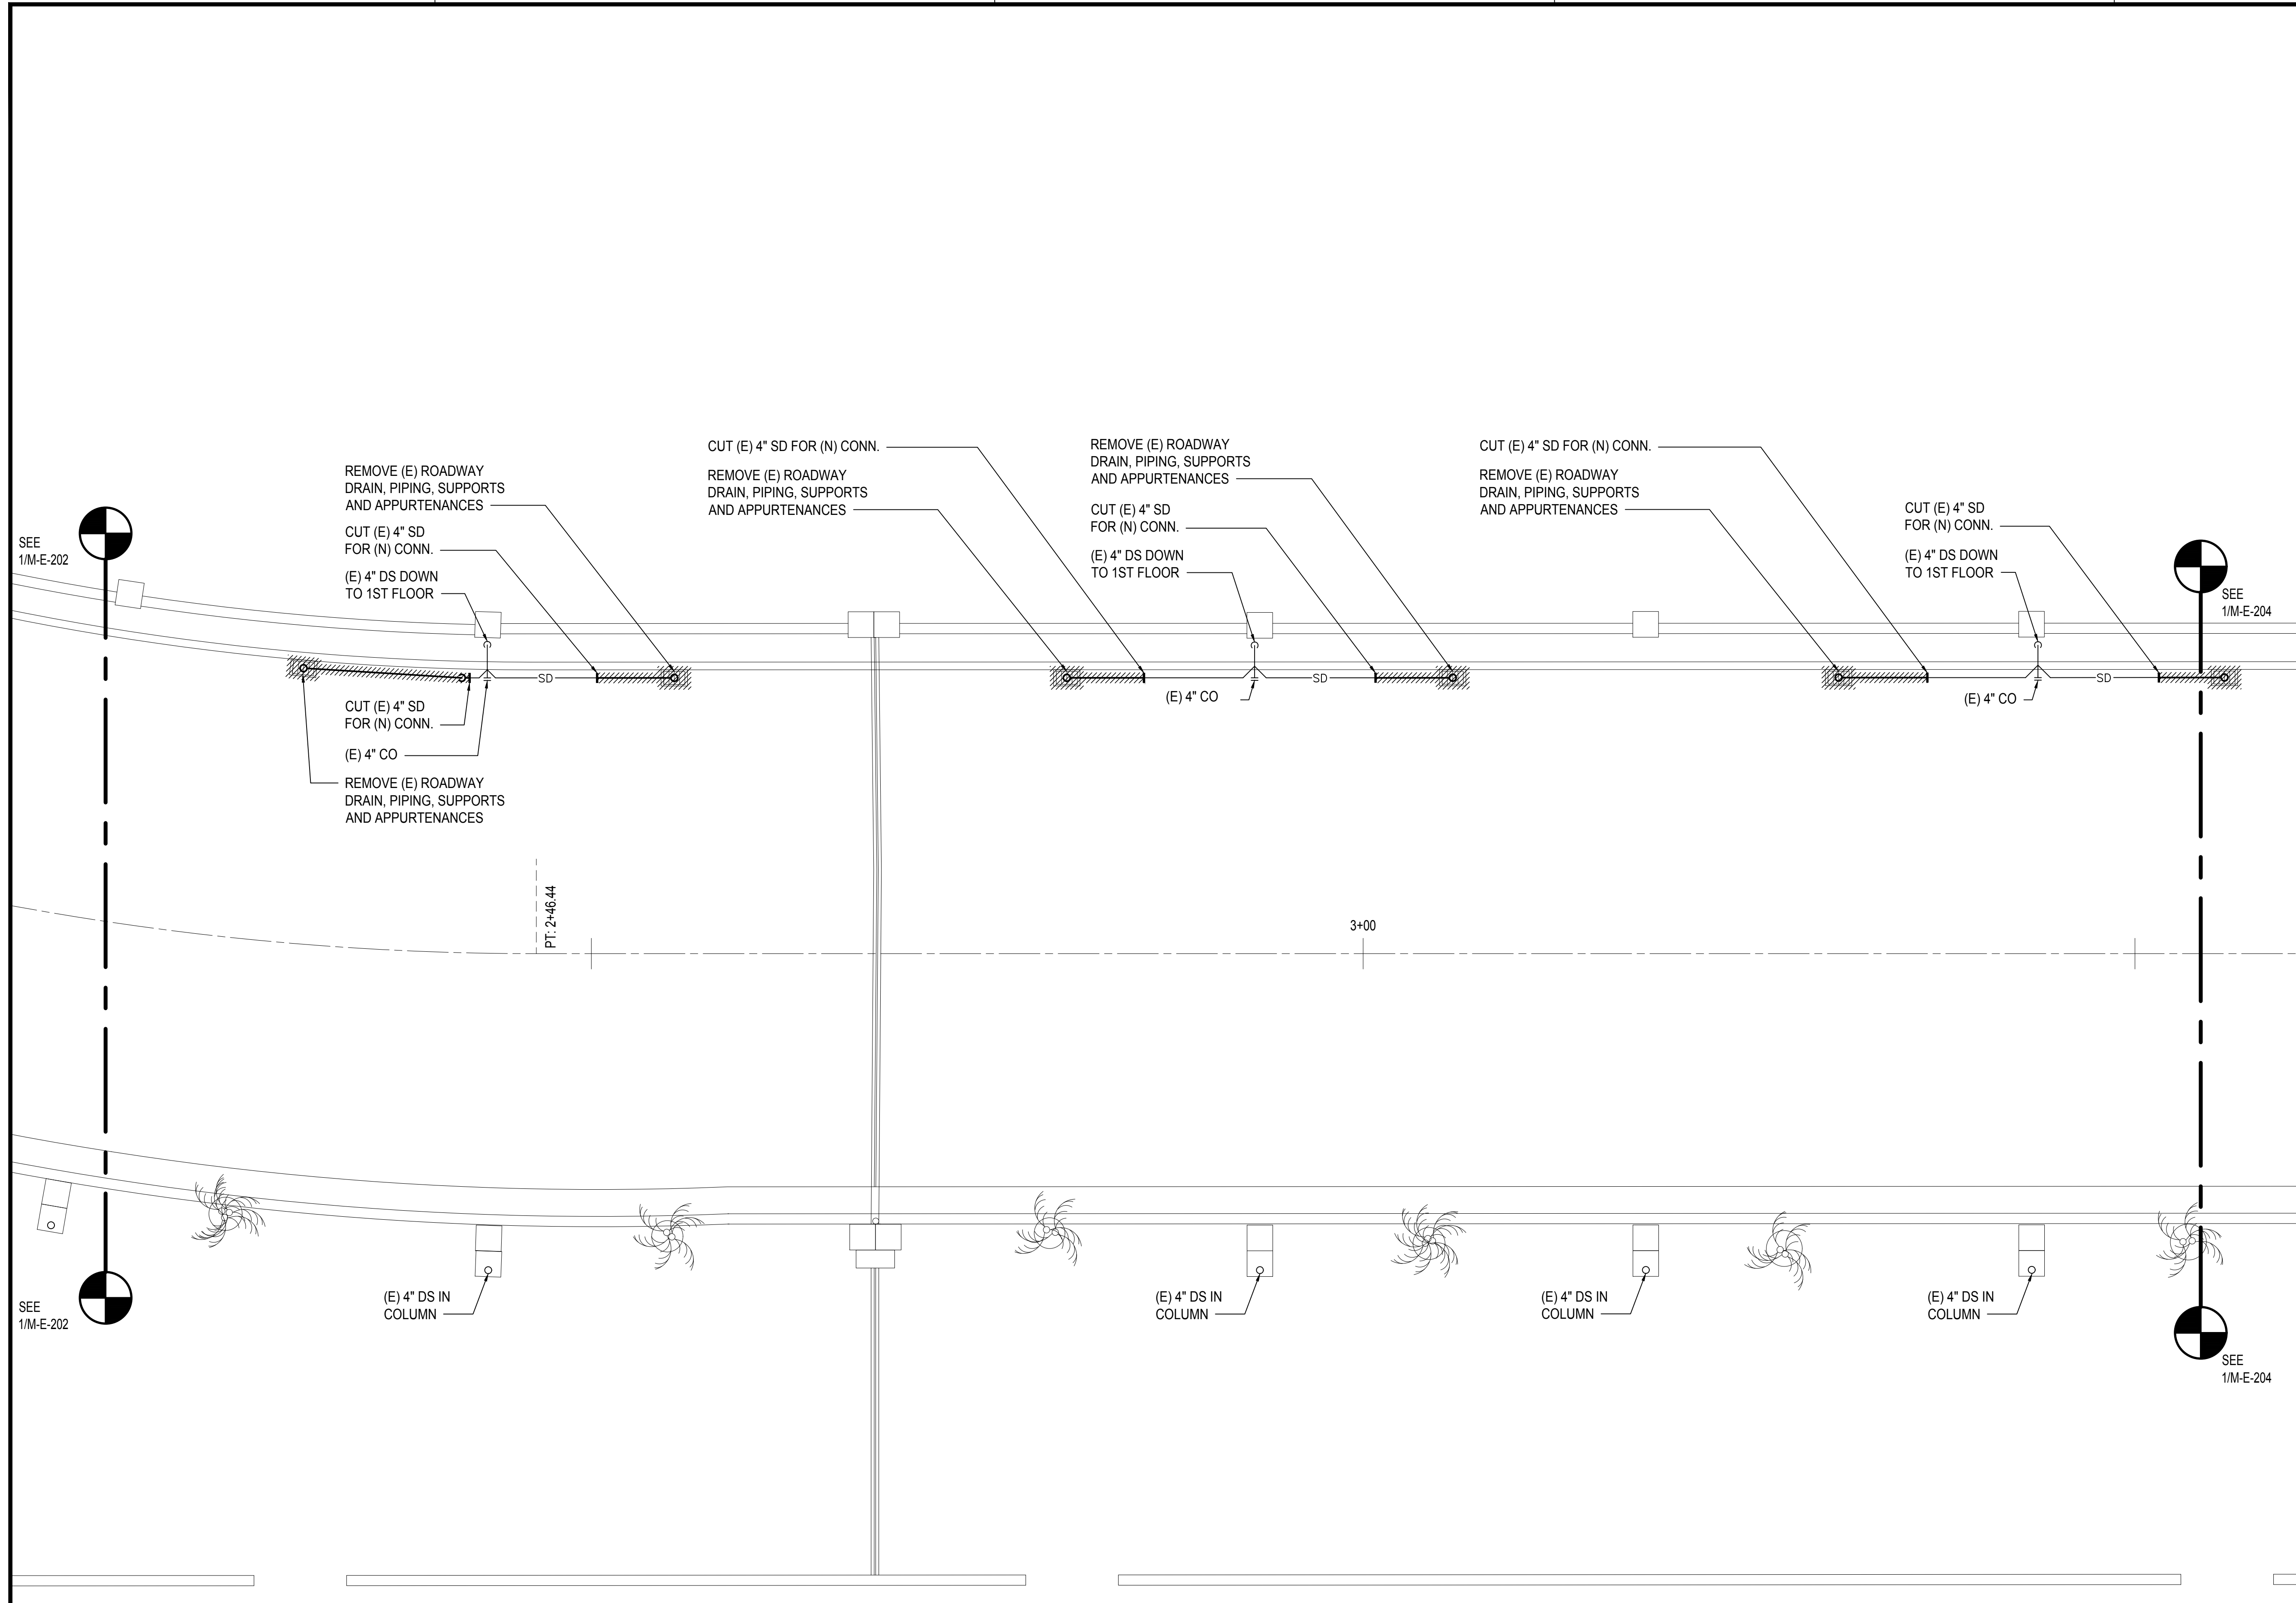 CUT (E) 4" SD FOR (N) CONN.
REMOVE (E) ROADWAY
DRAIN, PIPING, SUPPORTS
AND APPURTENANCES
CUT (E) 4" SD FOR (N) CONN.
REMOVE (E) ROADWAY
DRAIN, PIPING, SUPPORTS
AND APPURTENANCES
REMOVE (E) ROADWAY
DRAIN, PIPING, SUPPORTS
AND APPURTENANCES
REMOVE (E) ROADWAY
DRAIN, PIPING, SUPPORTS
AND APPURTENANCES
CUT (E) 4" SD
FOR (N) CONN.
CUT (E) 4" SD
FOR (N) CONN.
CUT (E) 4" SD
FOR (N) CONN.
SEE
1/M-E-202
(E) 4" DS DOWN
TO 1ST FLOOR
(E) 4" DS DOWN
TO 1ST FLOOR
(E) 4" DS DOWN
TO 1ST FLOOR
SEE
1/M-E-204
SD
SD
SD
CUT (E) 4" SD
FOR (N) CONN.
(E) 4" CO
(E) 4" CO
(E) 4" CO
REMOVE (E) ROADWAY
DRAIN, PIPING, SUPPORTS
AND APPURTENANCES
PT: 2+46.44
3+00
SEE
1/M-E-202
(E) 4" DS IN
COLUMN
(E) 4" DS IN
COLUMN
(E) 4" DS IN
COLUMN
(E) 4" DS IN
COLUMN
SEE
1/M-E-204